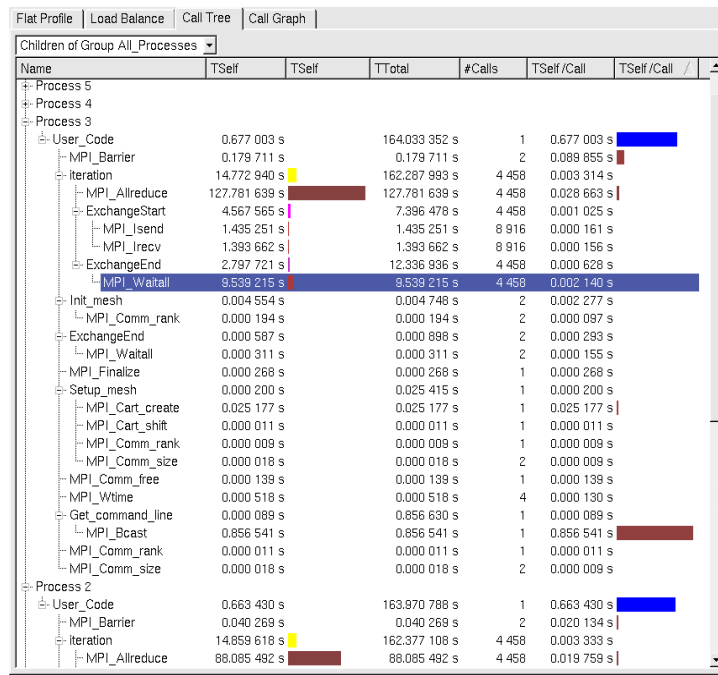 Flat Profile Load Balance Call Tree Call Graph
Children of Group All_Processes
Name TSelf TSelf TTotal #Calls TSelf/Call TSelf/Call
Process 5
Process 4
Process 3
User_Code 0.677 003 s 164.033 352 s 1 0.677 003 s
MPI_Barrier 0.179 711 s 0.179 711 s 2 0.089 855 s
iteration 14.772 940 s 162.287 993 s 4 458 0.003 314 s
MPI_Allreduce 127.781 639 s 127.781 639 s 4 458 0.028 663 s
ExchangeStart 4.567 565 s 7.396 478 s 4 458 0.001 025 s
MPI_Isend 1.435 251 s 1.435 251 s 8 916 0.000 161 s
MPI_Irecv 1.393 662 s 1.393 662 s 8 916 0.000 156 s
ExchangeEnd 2.797 721 s 12.336 936 s 4 458 0.000 628 s
MPI_Waitall 9.539 215 s 9.539 215 s 4 458 0.002 140 s
Init_mesh 0.004 554 s 0.004 748 s 2 0.002 277 s
MPI_Comm_rank 0.000 194 s 0.000 194 s 2 0.000 097 s
ExchangeEnd 0.000 587 s 0.000 898 s 2 0.000 293 s
MPI_Waitall 0.000 311 s 0.000 311 s 2 0.000 155 s
MPI_Finalize 0.000 268 s 0.000 268 s 1 0.000 268 s
Setup_mesh 0.000 200 s 0.025 415 s 1 0.000 200 s
MPI_Cart_create 0.025 177 s 0.025 177 s 1 0.025 177 s
MPI_Cart_shift 0.000 011 s 0.000 011 s 1 0.000 011 s
MPI_Comm_rank 0.000 009 s 0.000 009 s 1 0.000 009 s
MPI_Comm_size 0.000 018 s 0.000 018 s 2 0.000 009 s
MPI_Comm_free 0.000 139 s 0.000 139 s 1 0.000 139 s
MPI_Wtime 0.000 518 s 0.000 518 s 4 0.000 130 s
Get_command_line 0.000 089 s 0.856 630 s 1 0.000 089 s
MPI_Bcast 0.856 541 s 0.856 541 s 1 0.856 541 s
MPI_Comm_rank 0.000 011 s 0.000 011 s 1 0.000 011 s
MPI_Comm_size 0.000 018 s 0.000 018 s 2 0.000 009 s
Process 2
User_Code 0.663 430 s 163.970 788 s 1 0.663 430 s
MPI_Barrier 0.040 269 s 0.040 269 s 2 0.020 134 s
iteration 14.859 618 s 162.377 108 s 4 458 0.003 333 s
MPI_Allreduce 88.085 492 s 88.085 492 s 4 458 0.019 759 s